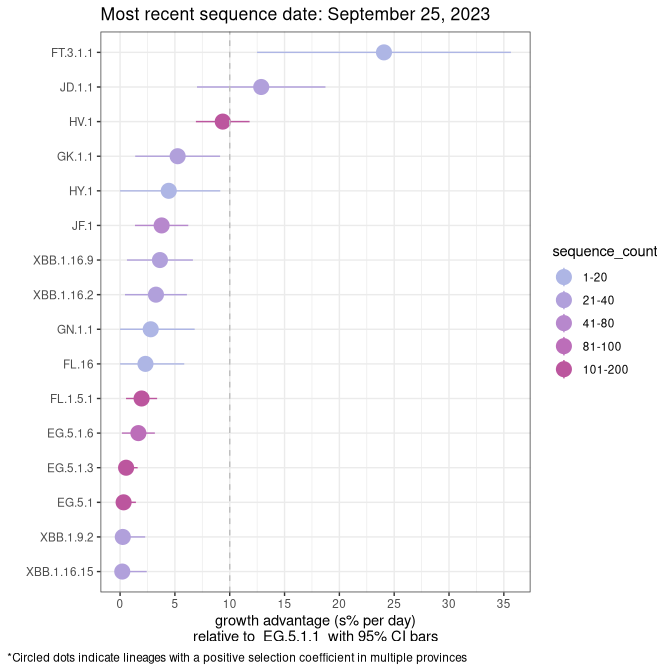 Most recent sequence date: September 25, 2023
FT.3.1.1
JD.1.1
HV.1
GK.1.1
HY.1
JF.1
XBB.1.16.9
XBB.1.16.2
GN.1.1
FL.16
FL.1.5.1
EG.5.1.6
EG.5.1.3
EG.5.1
XBB.1.9.2
XBB.1.16.15
0 5 10 15 20 25 30 35
growth advantage (s% per day)
relative to EG.5.1.1 with 95% CI bars
sequence_count
1-20
21-40
41-80
81-100
101-200
*Circled dots indicate lineages with a positive selection coefficient in multiple provinces